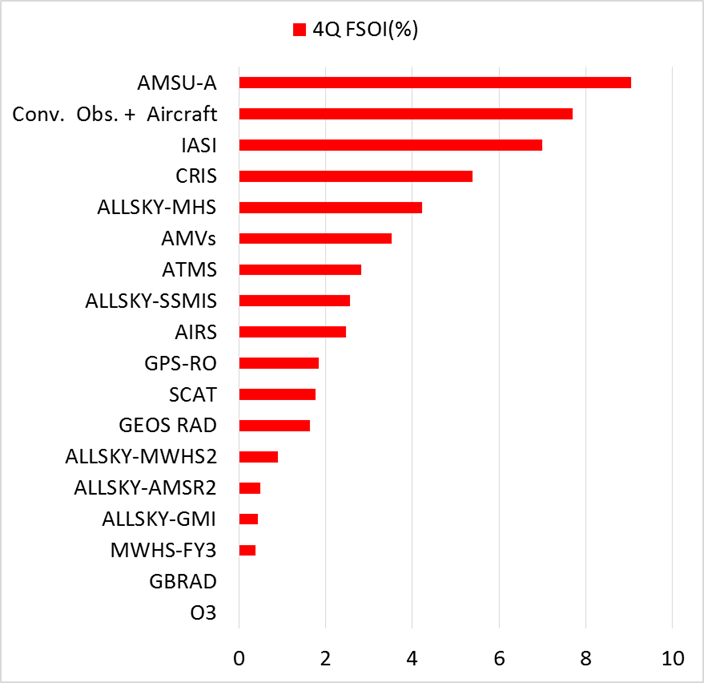 4Q FSOI(%)
AMSU-A
Conv. Obs. + Aircraft
IASI
CRIS
ALLSKY-MHS
AMVs
ATMS
ALLSKY-SSMIS
AIRS
GPS-RO
SCAT
GEOS RAD
ALLSKY-MWHS2
ALLSKY-AMSR2
ALLSKY-GMI
MWHS-FY3
GBRAD
O3
0 2 4 6 8 10